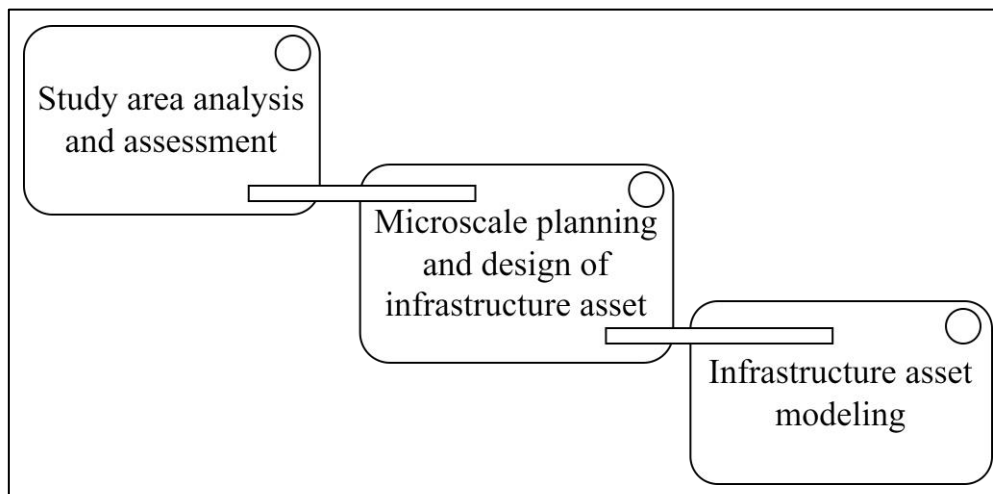 Study area analysis
and assessment
Microscale planning
and design of
infrastructure asset
Infrastructure asset
modeling